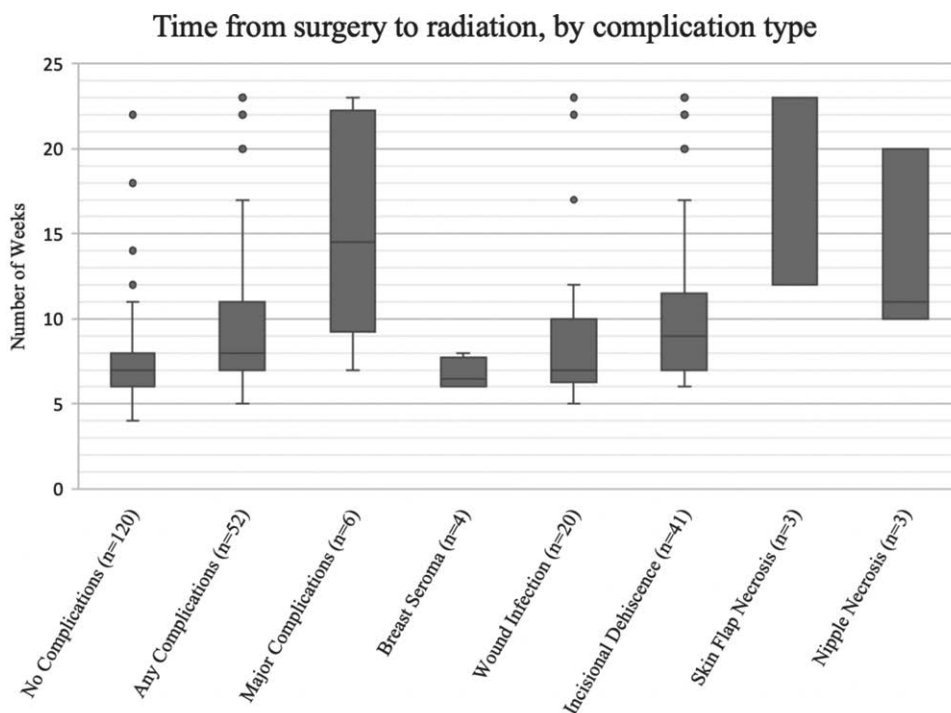 Time from surgery to radiation, by complication type
25
20
15
10
5
0
Number of Weeks
No Complications (n=120)
Any Complications (n=52)
Major Complications (n=6)
Breast Seroma (n=4)
Wound Infection (n=20)
Incisional Dehiscence (n=41)
Skin Flap Necrosis (n=3)
Nipple Necrosis (n=3)